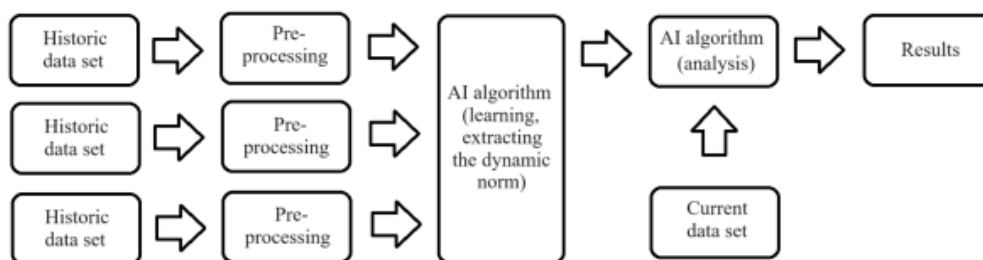 Historic
data set
Pre-
processing
Historic
data set
Pre-
processing
Historic
data set
Pre-
processing
AI algorithm
(learning,
extracting
the dynamic
norm)
AI algorithm
(analysis)
Results
Current
data set